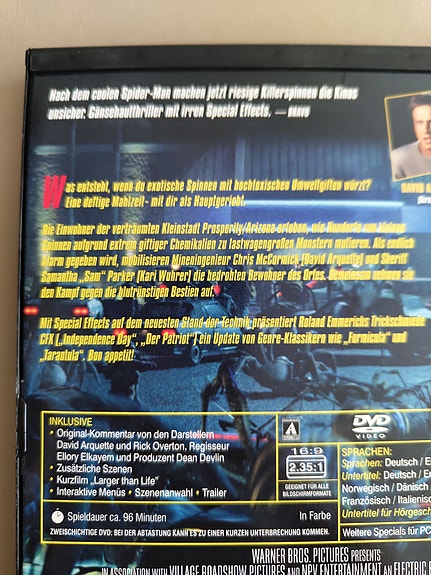 Nach dem coolen Spider-Man machen jetzt riesige Killerspinnen die Kinos
unsicher. Gänsehautthriller mit irren Special Effects. — BRAVO
DAVID A
Was entsteht, wenn du exotische Spinnen mit hochtoxischen Umweltgiften würzt?
Eine deftige Mahlzeit - mit dir als Hauptgericht.
Die Einwohner der verträumten Kleinstadt Prosperity/Arizona erleben, wie Hunderte von kleinen
Spinnen aufgrund extrem giftiger Chemikalien zu lastwagengroßen Monstern mutieren. Als endlich
Alarm gegeben wird, mobilisieren Mineningenieur Chris McCormick (David Arquette) und Sheriff
Samantha „Sam“ Parker (Kari Wuhrer) die bedrohten Bewohner des Ortes. Gemeinsam nehmen sie
den Kampf gegen die blutrünstigen Bestien auf.
Mit Special Effects auf dem neuesten Stand der Technik präsentiert Roland Emmerichs Trickschmiede
CFX („Independence Day“, „Der Patriot“) ein Update von Genre-Klassikern wie „Formicula“ und
„Tarantula“. Bon appetit!
INKLUSIVE
• Original-Kommentar von den Darstellern
David Arquette und Rick Overton, Regisseur
Ellory Elkayem und Produzent Dean Devlin
• Zusätzliche Szenen
• Kurzfilm „Larger than Life“
• Interaktive Menüs • Szenenanwahl • Trailer
Spieldauer ca. 96 Minuten
In Farbe
ZWEISCHICHTIGE DVD: BEI DER ABTASTUNG KANN ES ZU EINER KURZEN UNTERBRECHUNG KOMMEN.
16:9
2.35:1
GEEIGNET FÜR ALLE
BILDSCHIRMFORMATE
DVD
VIDEO
SPRACHEN:
Sprachen: Deutsch / E
Untertitel: Deutsch / En
Norwegisch / Dänisch /
Französisch / Italienisc
Untertitel für Hörgesch
Weitere Specials für PC
WARNER BROS. PICTURES PRESENTS
IN ASSOCIATION WITH VILLAGE ROADSHOW PICTURES AND NPV ENTERTAINMENT AN ELECTRIC